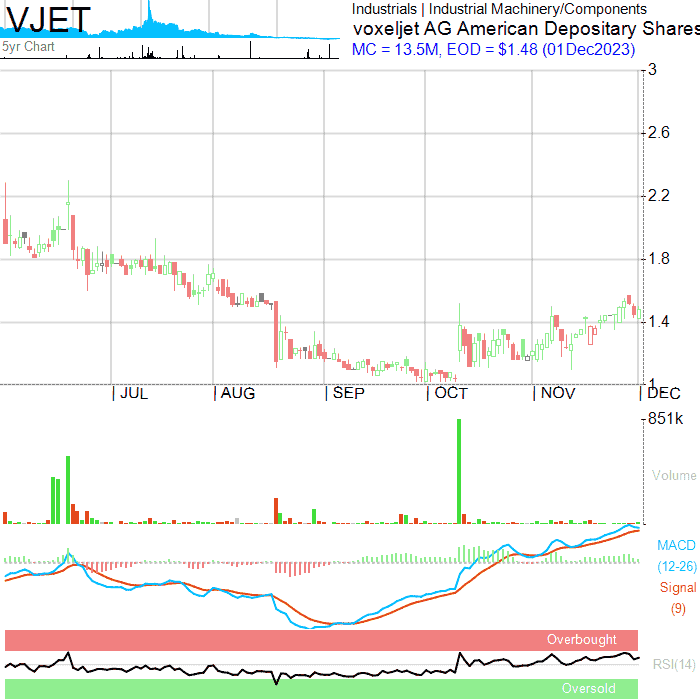 VJET
5yr Chart
Industrials | Industrial Machinery/Components
voxeljet AG American Depositary Shares
MC = 13.5M, EOD = $1.48 (01Dec2023)
3
2.6
2.2
1.8
1.4
1
JUL
AUG
SEP
OCT
NOV
DEC
851k
Volume
MACD
(12-26)
Signal
(9)
Overbought
RSI(14)
Oversold